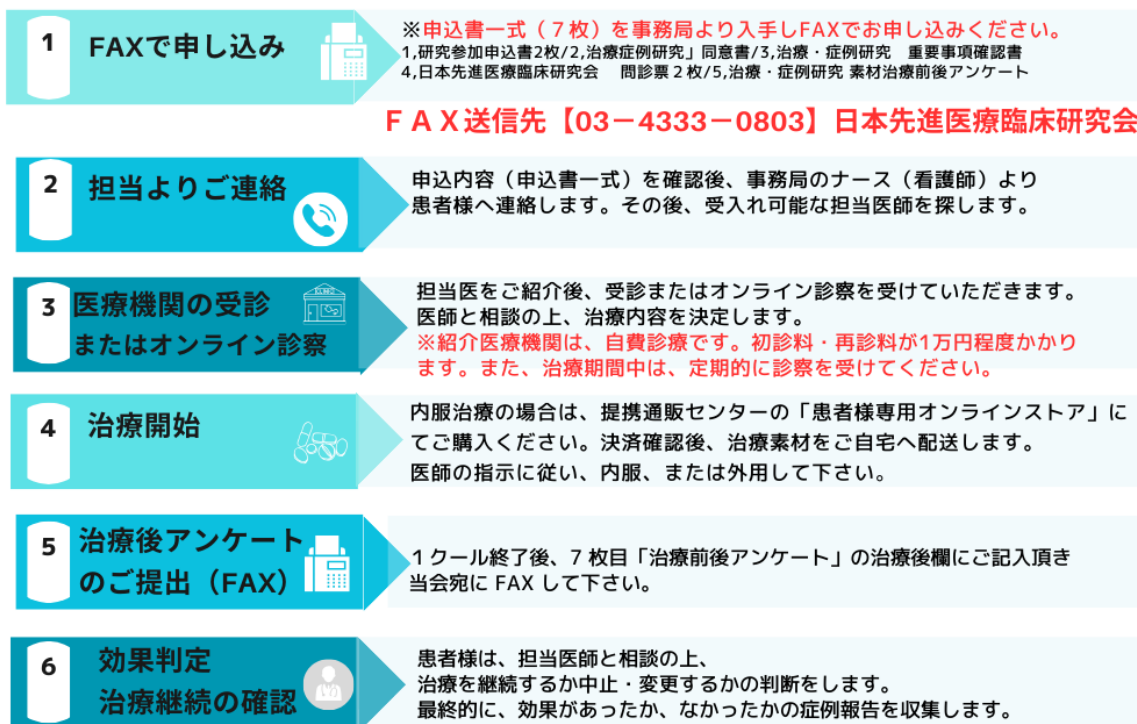 1
FAXで申し込み
※申込書一式（７枚）を事務局より入手しFAXでお申し込みください。
1,研究参加申込書2枚/2,治療症例研究」同意書/3,治療・症例研究　重要事項確認書
4,日本先進医療臨床研究会　問診票２枚/5,治療・症例研究 素材治療前後アンケート
ＦＡＸ送信先【03－4333－0803】日本先進医療臨床研究会
2
担当よりご連絡
申込内容（申込書一式）を確認後、事務局のナース（看護師）より
患者様へ連絡します。その後、受入れ可能な担当医師を探します。
3
医療機関の受診
またはオンライン診察
担当医をご紹介後、受診またはオンライン診察を受けていただきます。
医師と相談の上、治療内容を決定します。
※紹介医療機関は、自費診療です。初診料・再診料が1万円程度かかり
ます。また、治療期間中は、定期的に診察を受けてください。
4
治療開始
内服治療の場合は、提携通販センターの「患者様専用オンラインストア」に
てご購入ください。決済確認後、治療素材をご自宅へ配送します。
医師の指示に従い、内服、または外用して下さい。
5
治療後アンケート
のご提出（FAX）
１クール終了後、７枚目「治療前後アンケート」の治療後欄にご記入頂き
当会宛に FAX して下さい。
6
効果判定
治療継続の確認
患者様は、担当医師と相談の上、
治療を継続するか中止・変更するかの判断をします。
最終的に、効果があったか、なかったかの症例報告を収集します。